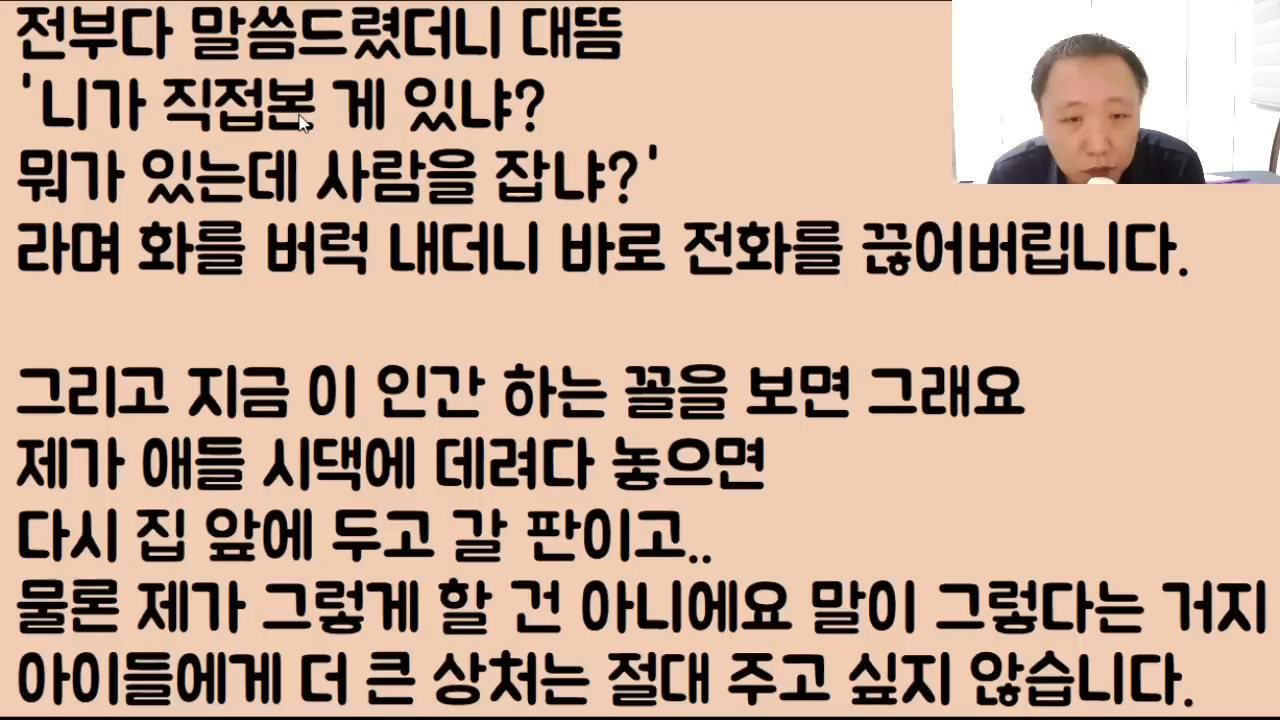 전부다 말씀드렸더니 대뜸
'니가 직접본 게 있냐?
뭐가 있는데 사람을 잡냐?'
라며 화를 버럭 내더니 바로 전화를 끊어버립니다.
그리고 지금 이 인간 하는 꼴을 보면 그래요
제가 애들 시댁에 데려다 놓으면
다시 집 앞에 두고 갈 판이고..
물론 제가 그렇게 할 건 아니에요 말이 그렇다는 거지
아이들에게 더 큰 상처는 절대 주고 싶지 않습니다.